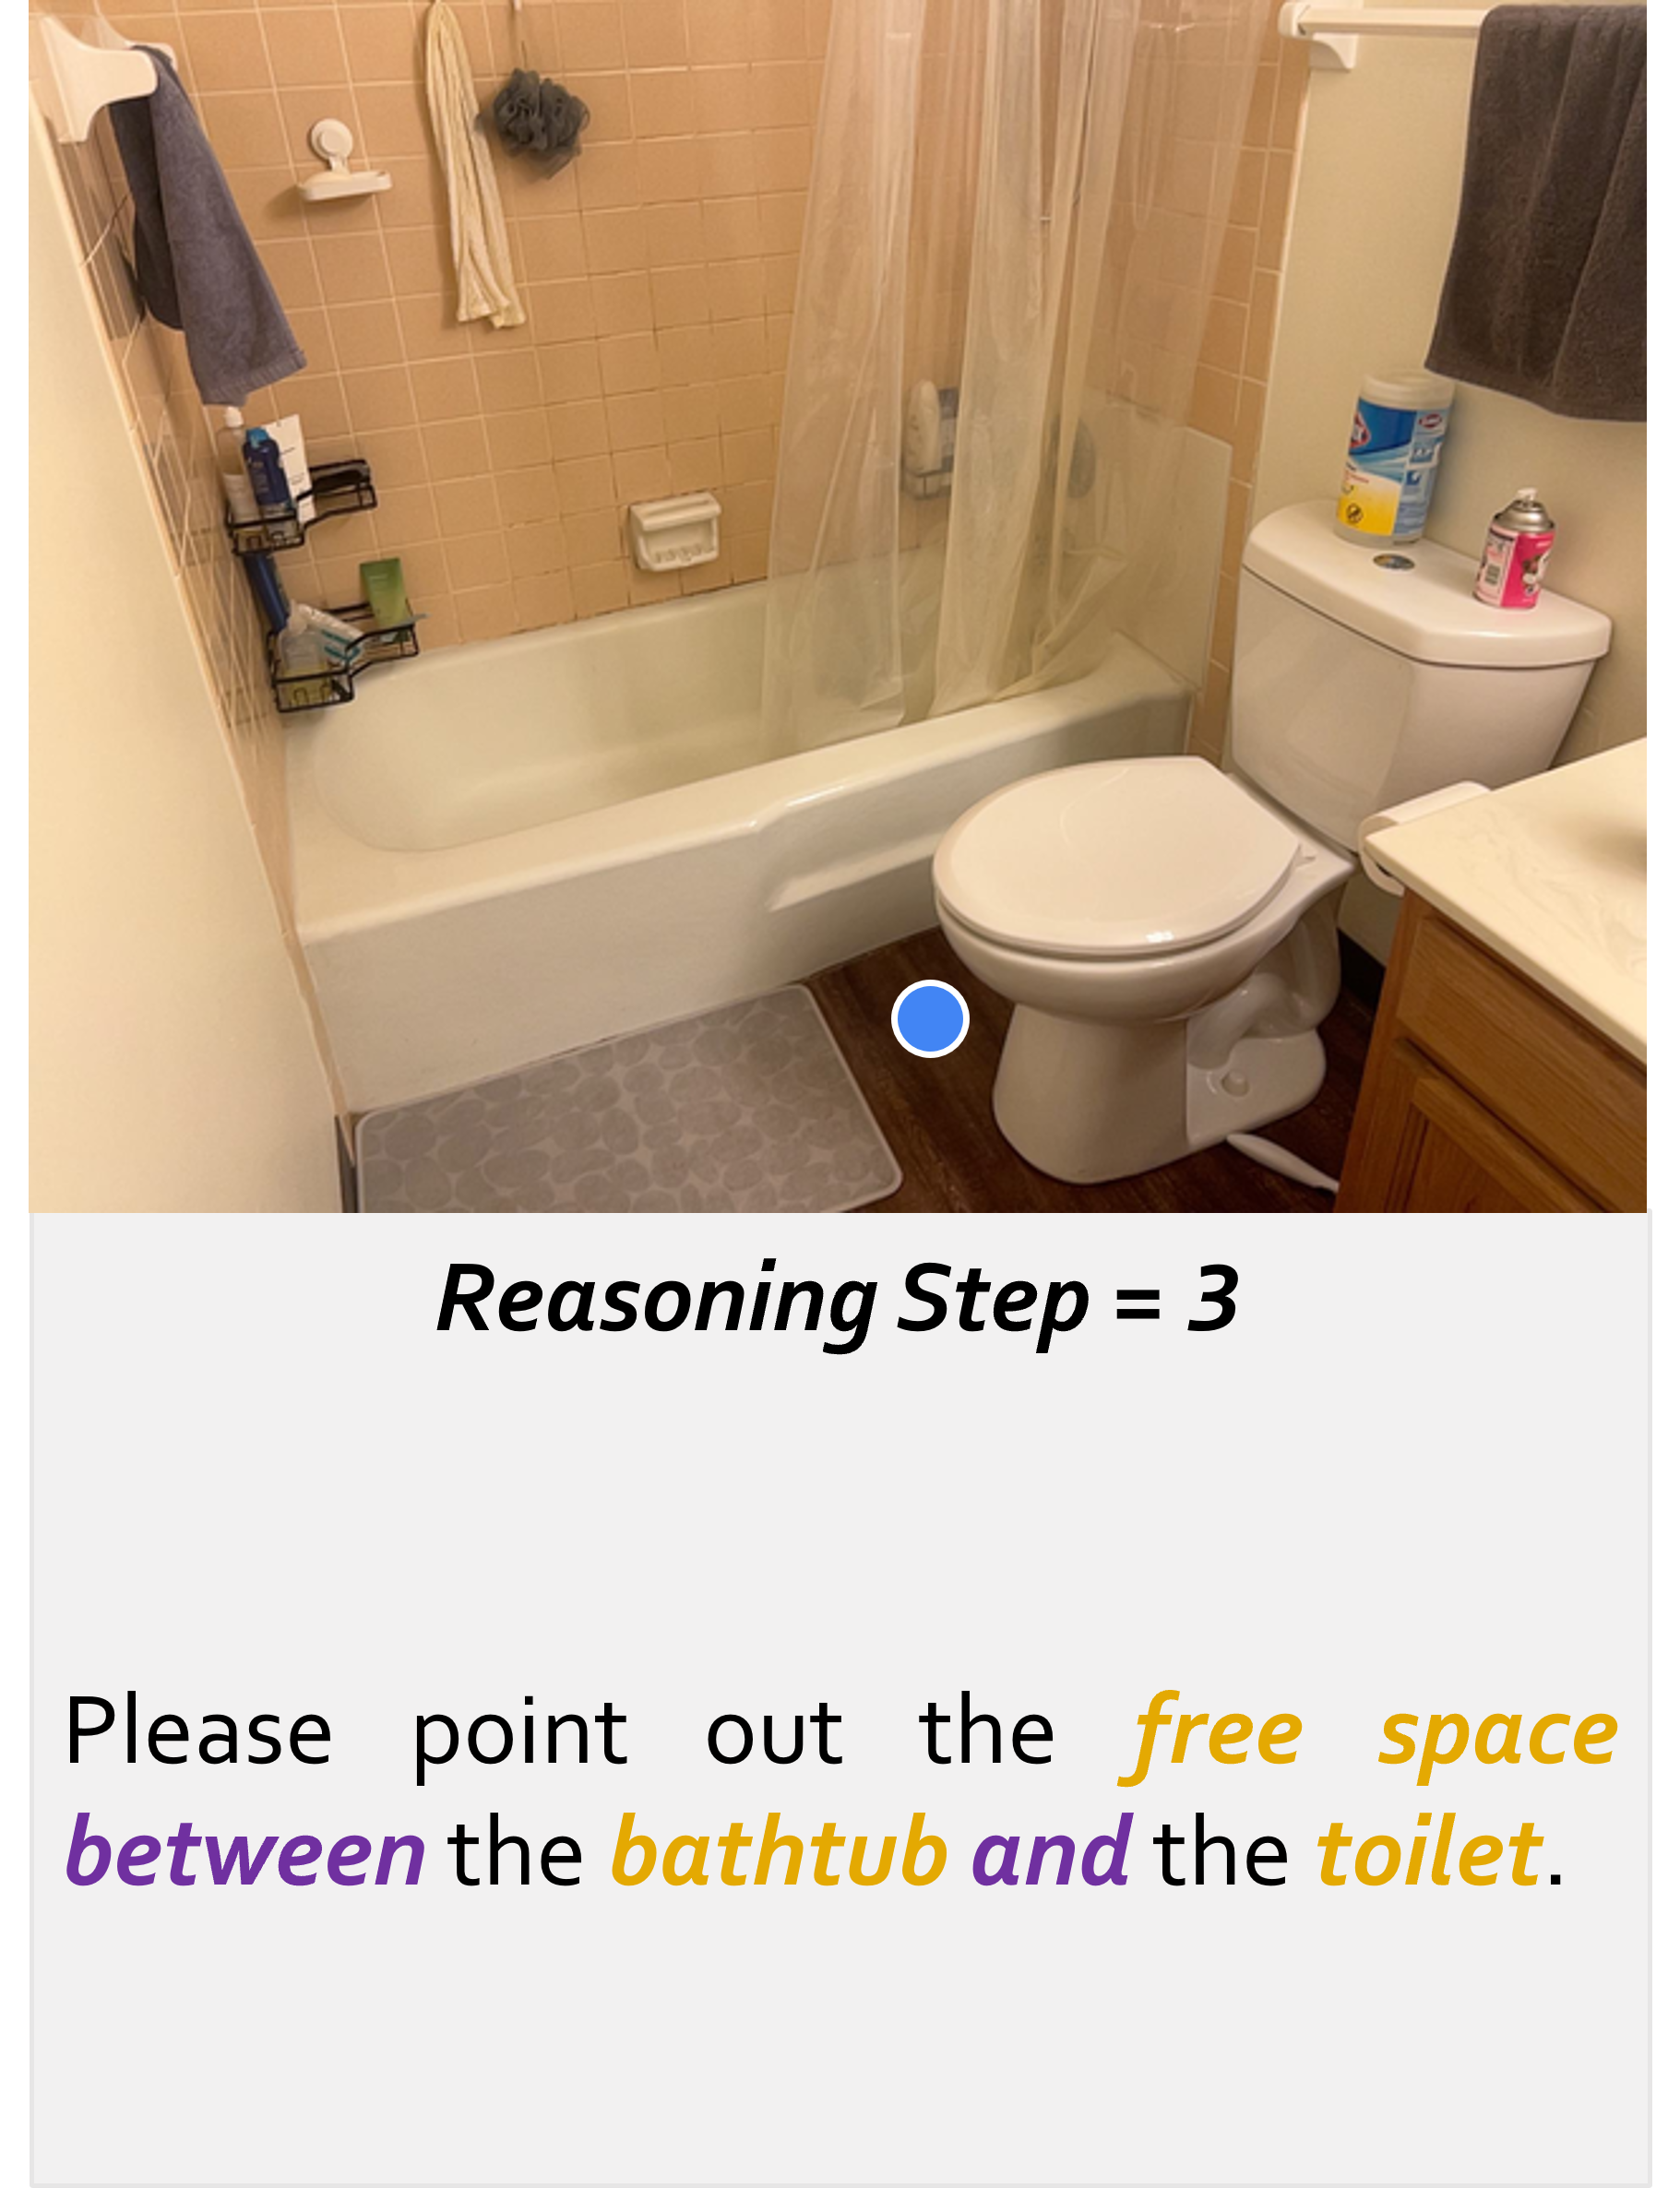 Reasoning Step = 3
Please point out the free space
between the bathtub and the toilet.